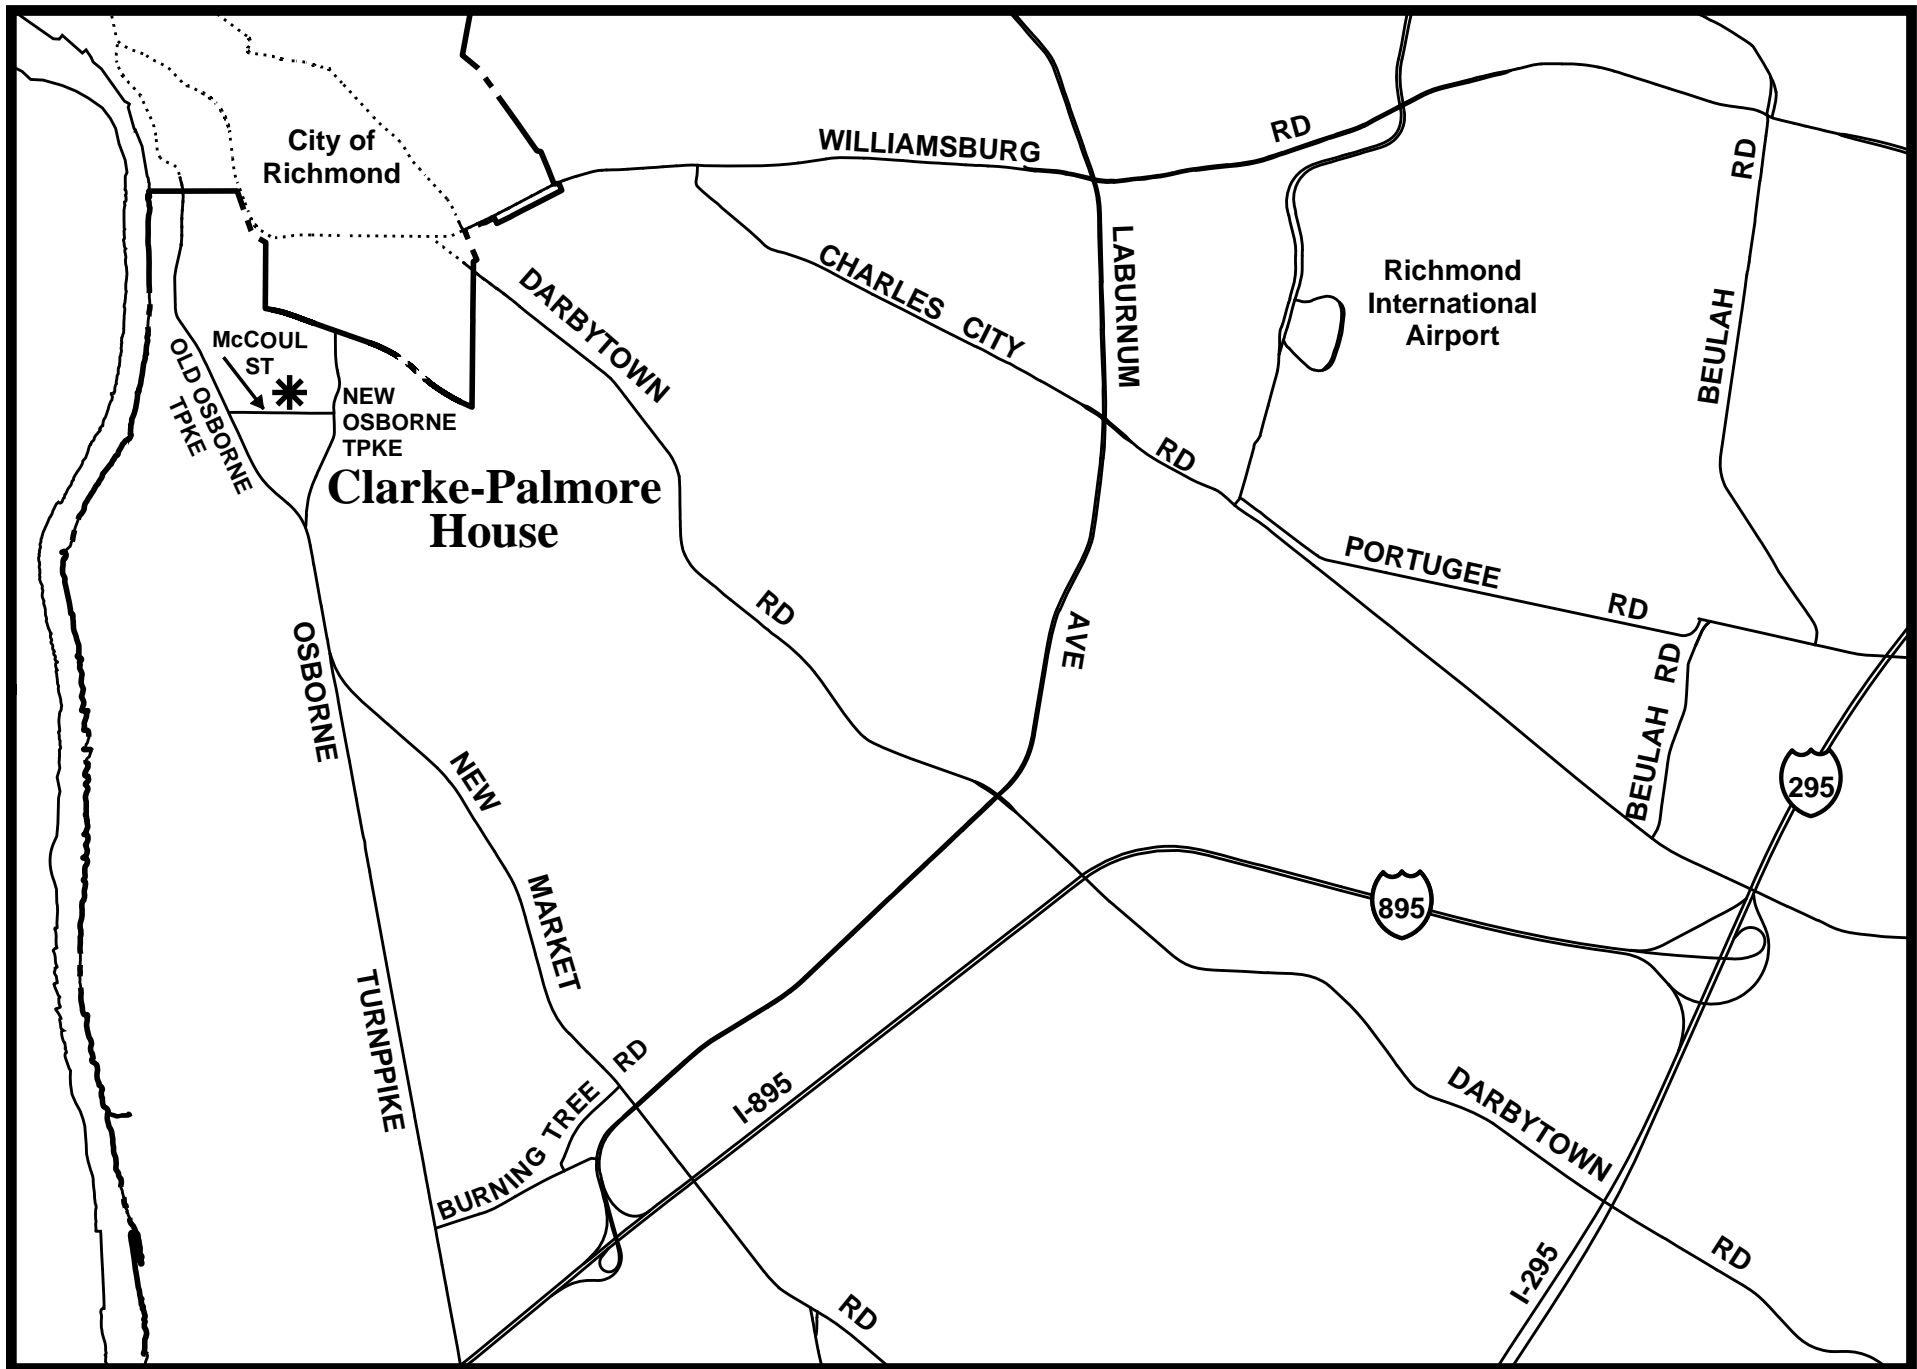 City of
Richmond
WILLIAMSBURG RD
RD
BEULAH
LABURNUM
AVE
CHARLES CITY
RD
Richmond
International
Airport
DARBYTOWN
RD
McCOUL
ST
OLD OSBORNE
TPKE
NEW
OSBORNE
TPKE
Clarke-Palmore
House
PORTUGEE RD
BEULAH RD
OSBORNE
TURNPPIKE
NEW
MARKET
RD
295
895
BURNING TREE RD
I-895
DARBYTOWN
RD
I-295